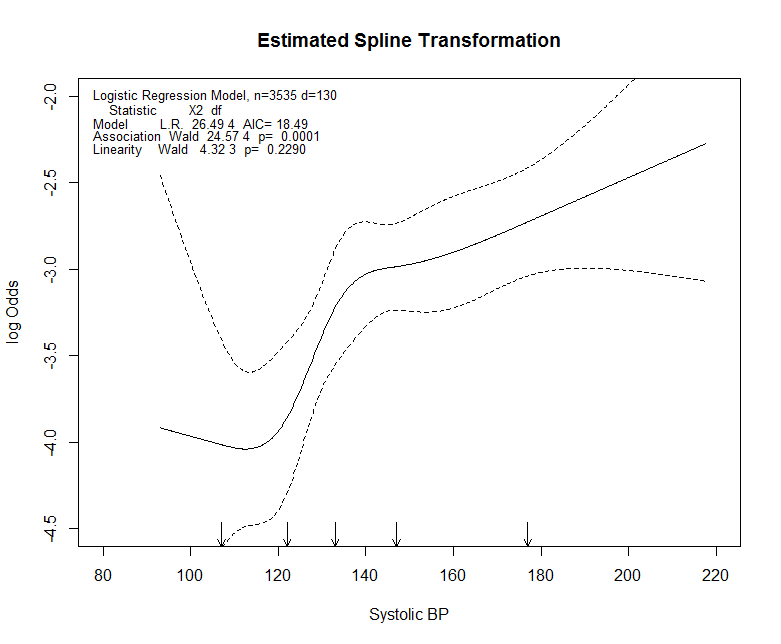 Estimated Spline Transformation
Logistic Regression Model, n=3535 d=130
Statistic X2 df
Model L.R. 26.49 4 AIC= 18.49
Association Wald 24.57 4 p= 0.0001
Linearity Wald 4.32 3 p= 0.2290
log Odds
-2.0
-2.5
-3.0
-3.5
-4.0
-4.5
80 100 120 140 160 180 200 220
Systolic BP